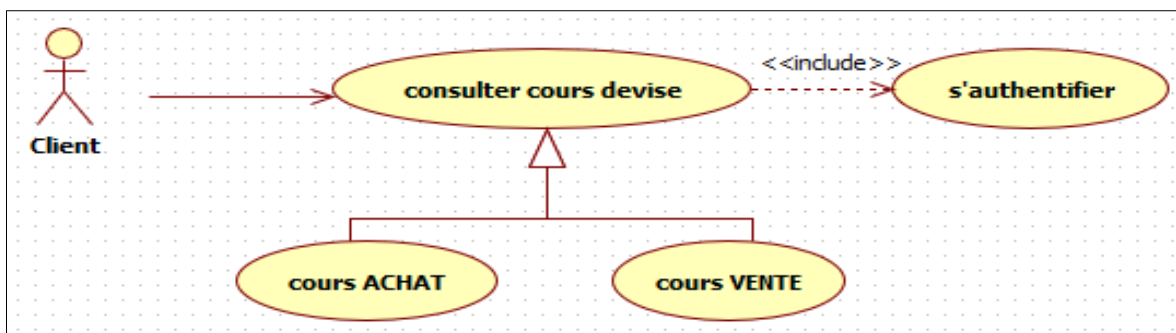 <<include>>
consulter cours devise
s'authentifier
Client
cours ACHAT
cours VENTE